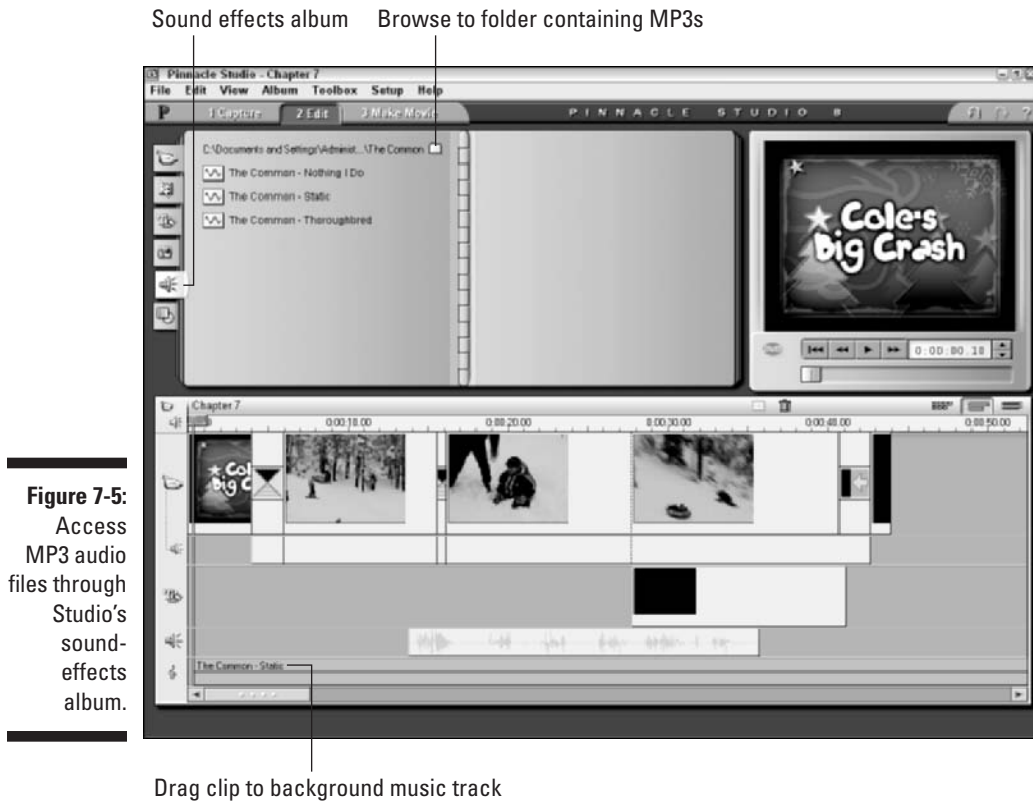 Sound effects album
Browse to folder containing MP3s
Pinnacle Studio - Chapter 7
File Edit View Album Toolbox Setup Help
P 1 Capture 2 Edit 3 Make Movie PINNACLE STUDIO 8 ?
C:\Documents and Settings\Administ...\The Common
The Common - Nothing I Do
The Common - Static
The Common - Thoroughbred
Cole's
Big Crash
0:00:00.18
Chapter 7
0:00:10.00 0:00:20.00 0:00:30.00 0:00:40.00 0:00:50.00
The Common - Static
Figure 7-5:
Access
MP3 audio
files through
Studio's
sound-
effects
album.
Drag clip to background music track